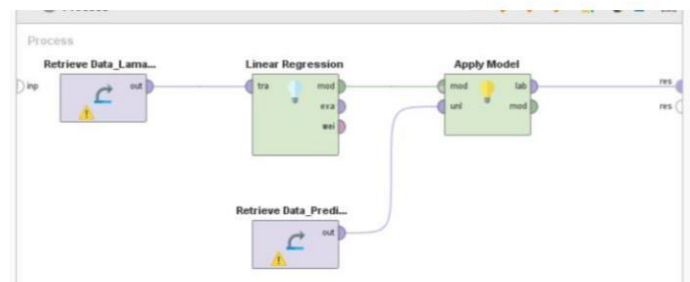 Process
Process
Retrieve Data_Lama...
Linear Regression
Apply Model
inp
out
tra
mod
exa
wei
mod
unl
lab
mod
res
res
Retrieve Data_Predi...
out